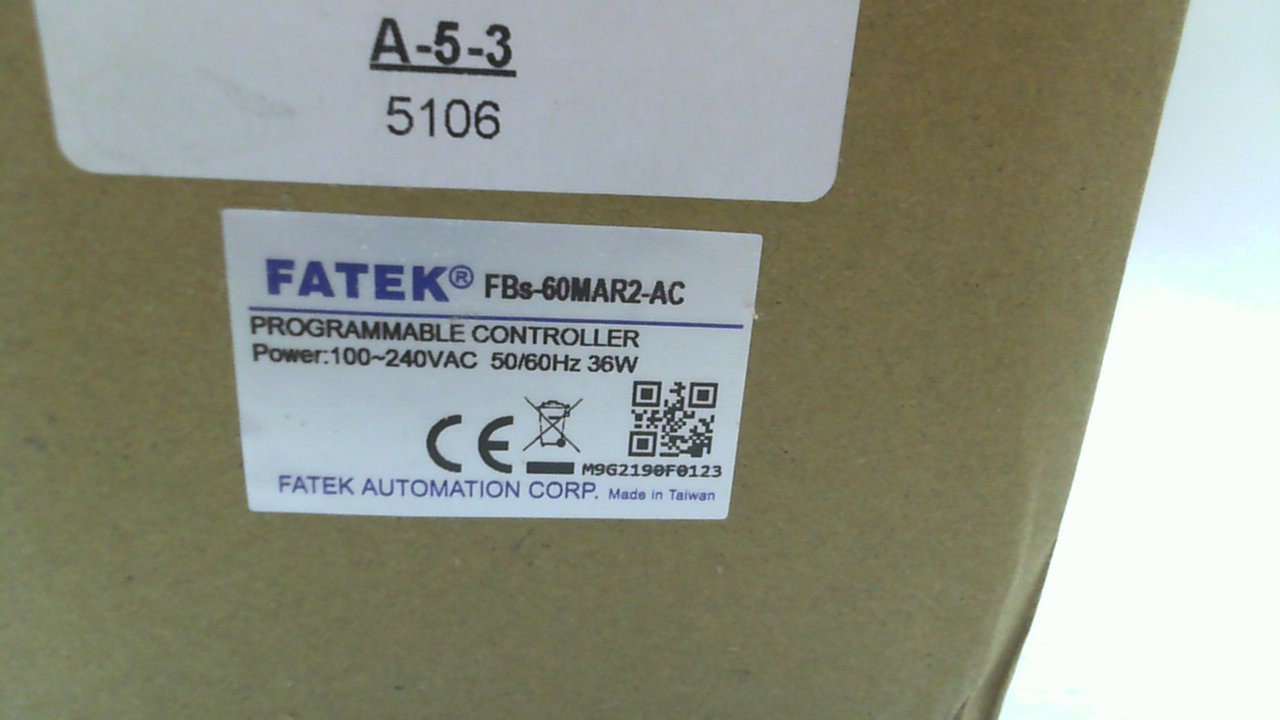 A-5-3
5106
FATEK® FBs-60MAR2-AC
PROGRAMMABLE CONTROLLER
Power:100~240VAC 50/60Hz 36W
CE
M9G2190F0123
FATEK AUTOMATION CORP. Made in Taiwan